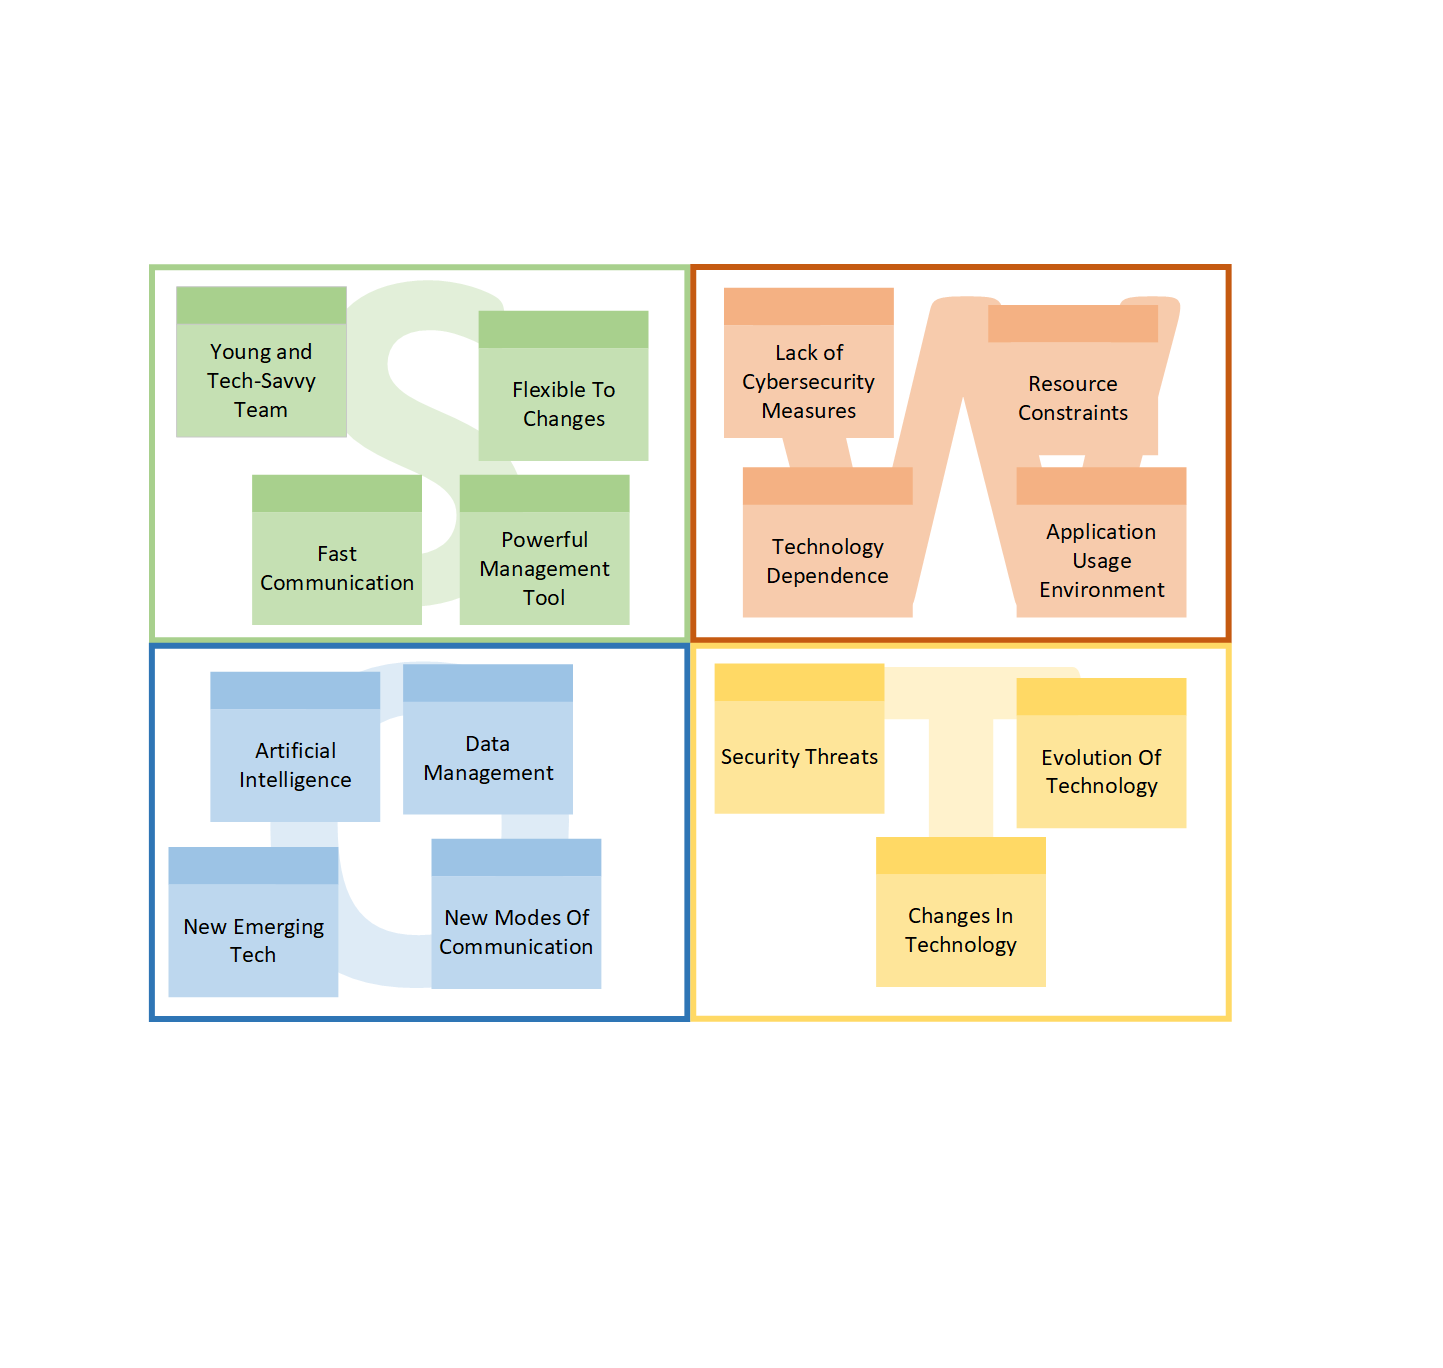 S
Young and
Tech-Savvy
Team
Flexible To
Changes
Fast
Communication
Powerful
Management
Tool
W
Lack of
Cybersecurity
Measures
Resource
Constraints
Technology
Dependence
Application
Usage
Environment
O
Artificial
Intelligence
Data
Management
New Emerging
Tech
New Modes Of
Communication
T
Security Threats
Evolution Of
Technology
Changes In
Technology